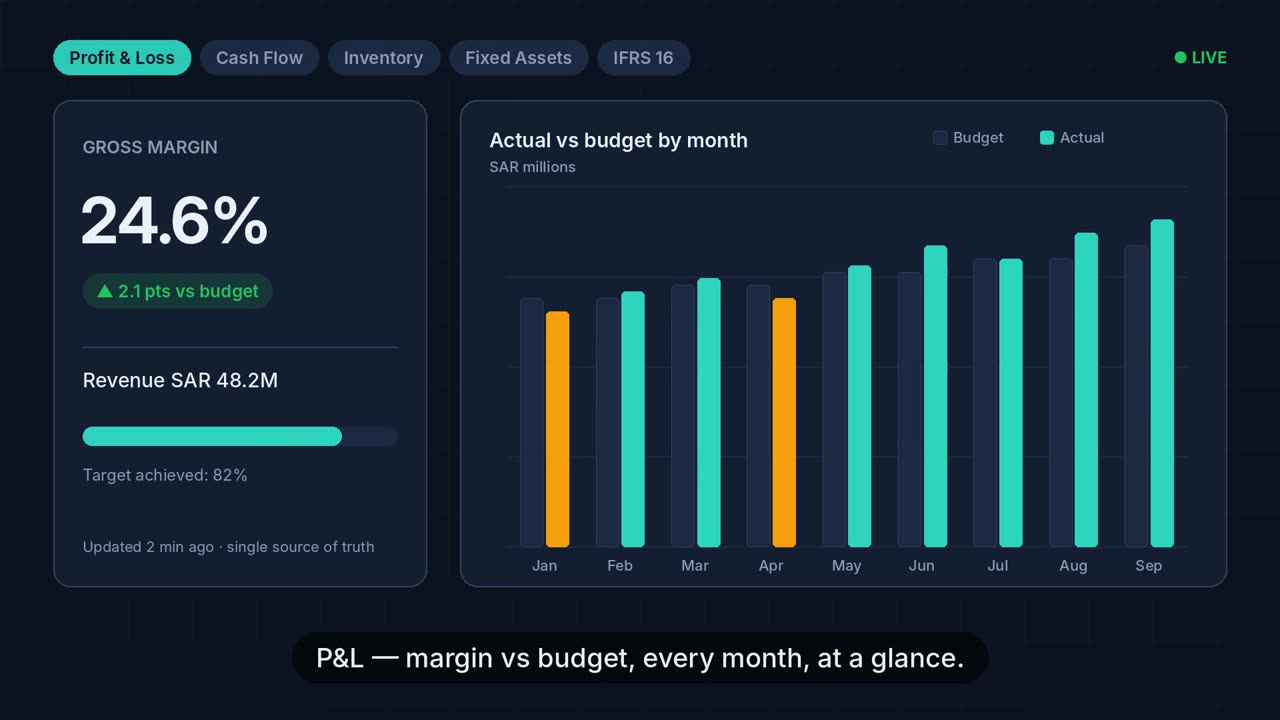 Profit & Loss
Cash Flow
Inventory
Fixed Assets
IFRS 16
LIVE
GROSS MARGIN
24.6%
▲ 2.1 pts vs budget
Revenue SAR 48.2M
Target achieved: 82%
Updated 2 min ago · single source of truth
Actual vs budget by month
SAR millions
Budget
Actual
Jan Feb Mar Apr May Jun Jul Aug Sep
P&L — margin vs budget, every month, at a glance.